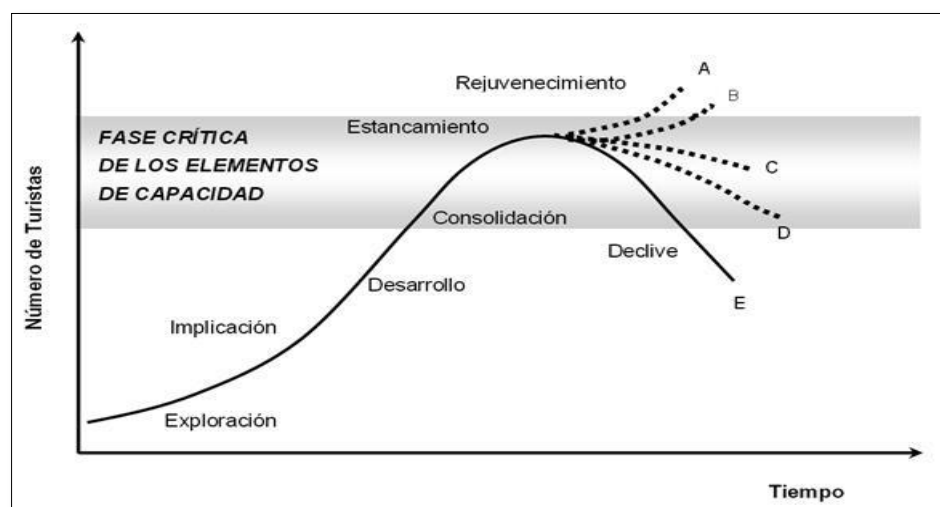 Rejuvenecimiento
A
B
Estancamiento
FASE CRÍTICA
DE LOS ELEMENTOS
DE CAPACIDAD
C
Consolidación
D
Declive
Desarrollo
E
Implicación
Exploración
Número de Turistas
Tiempo